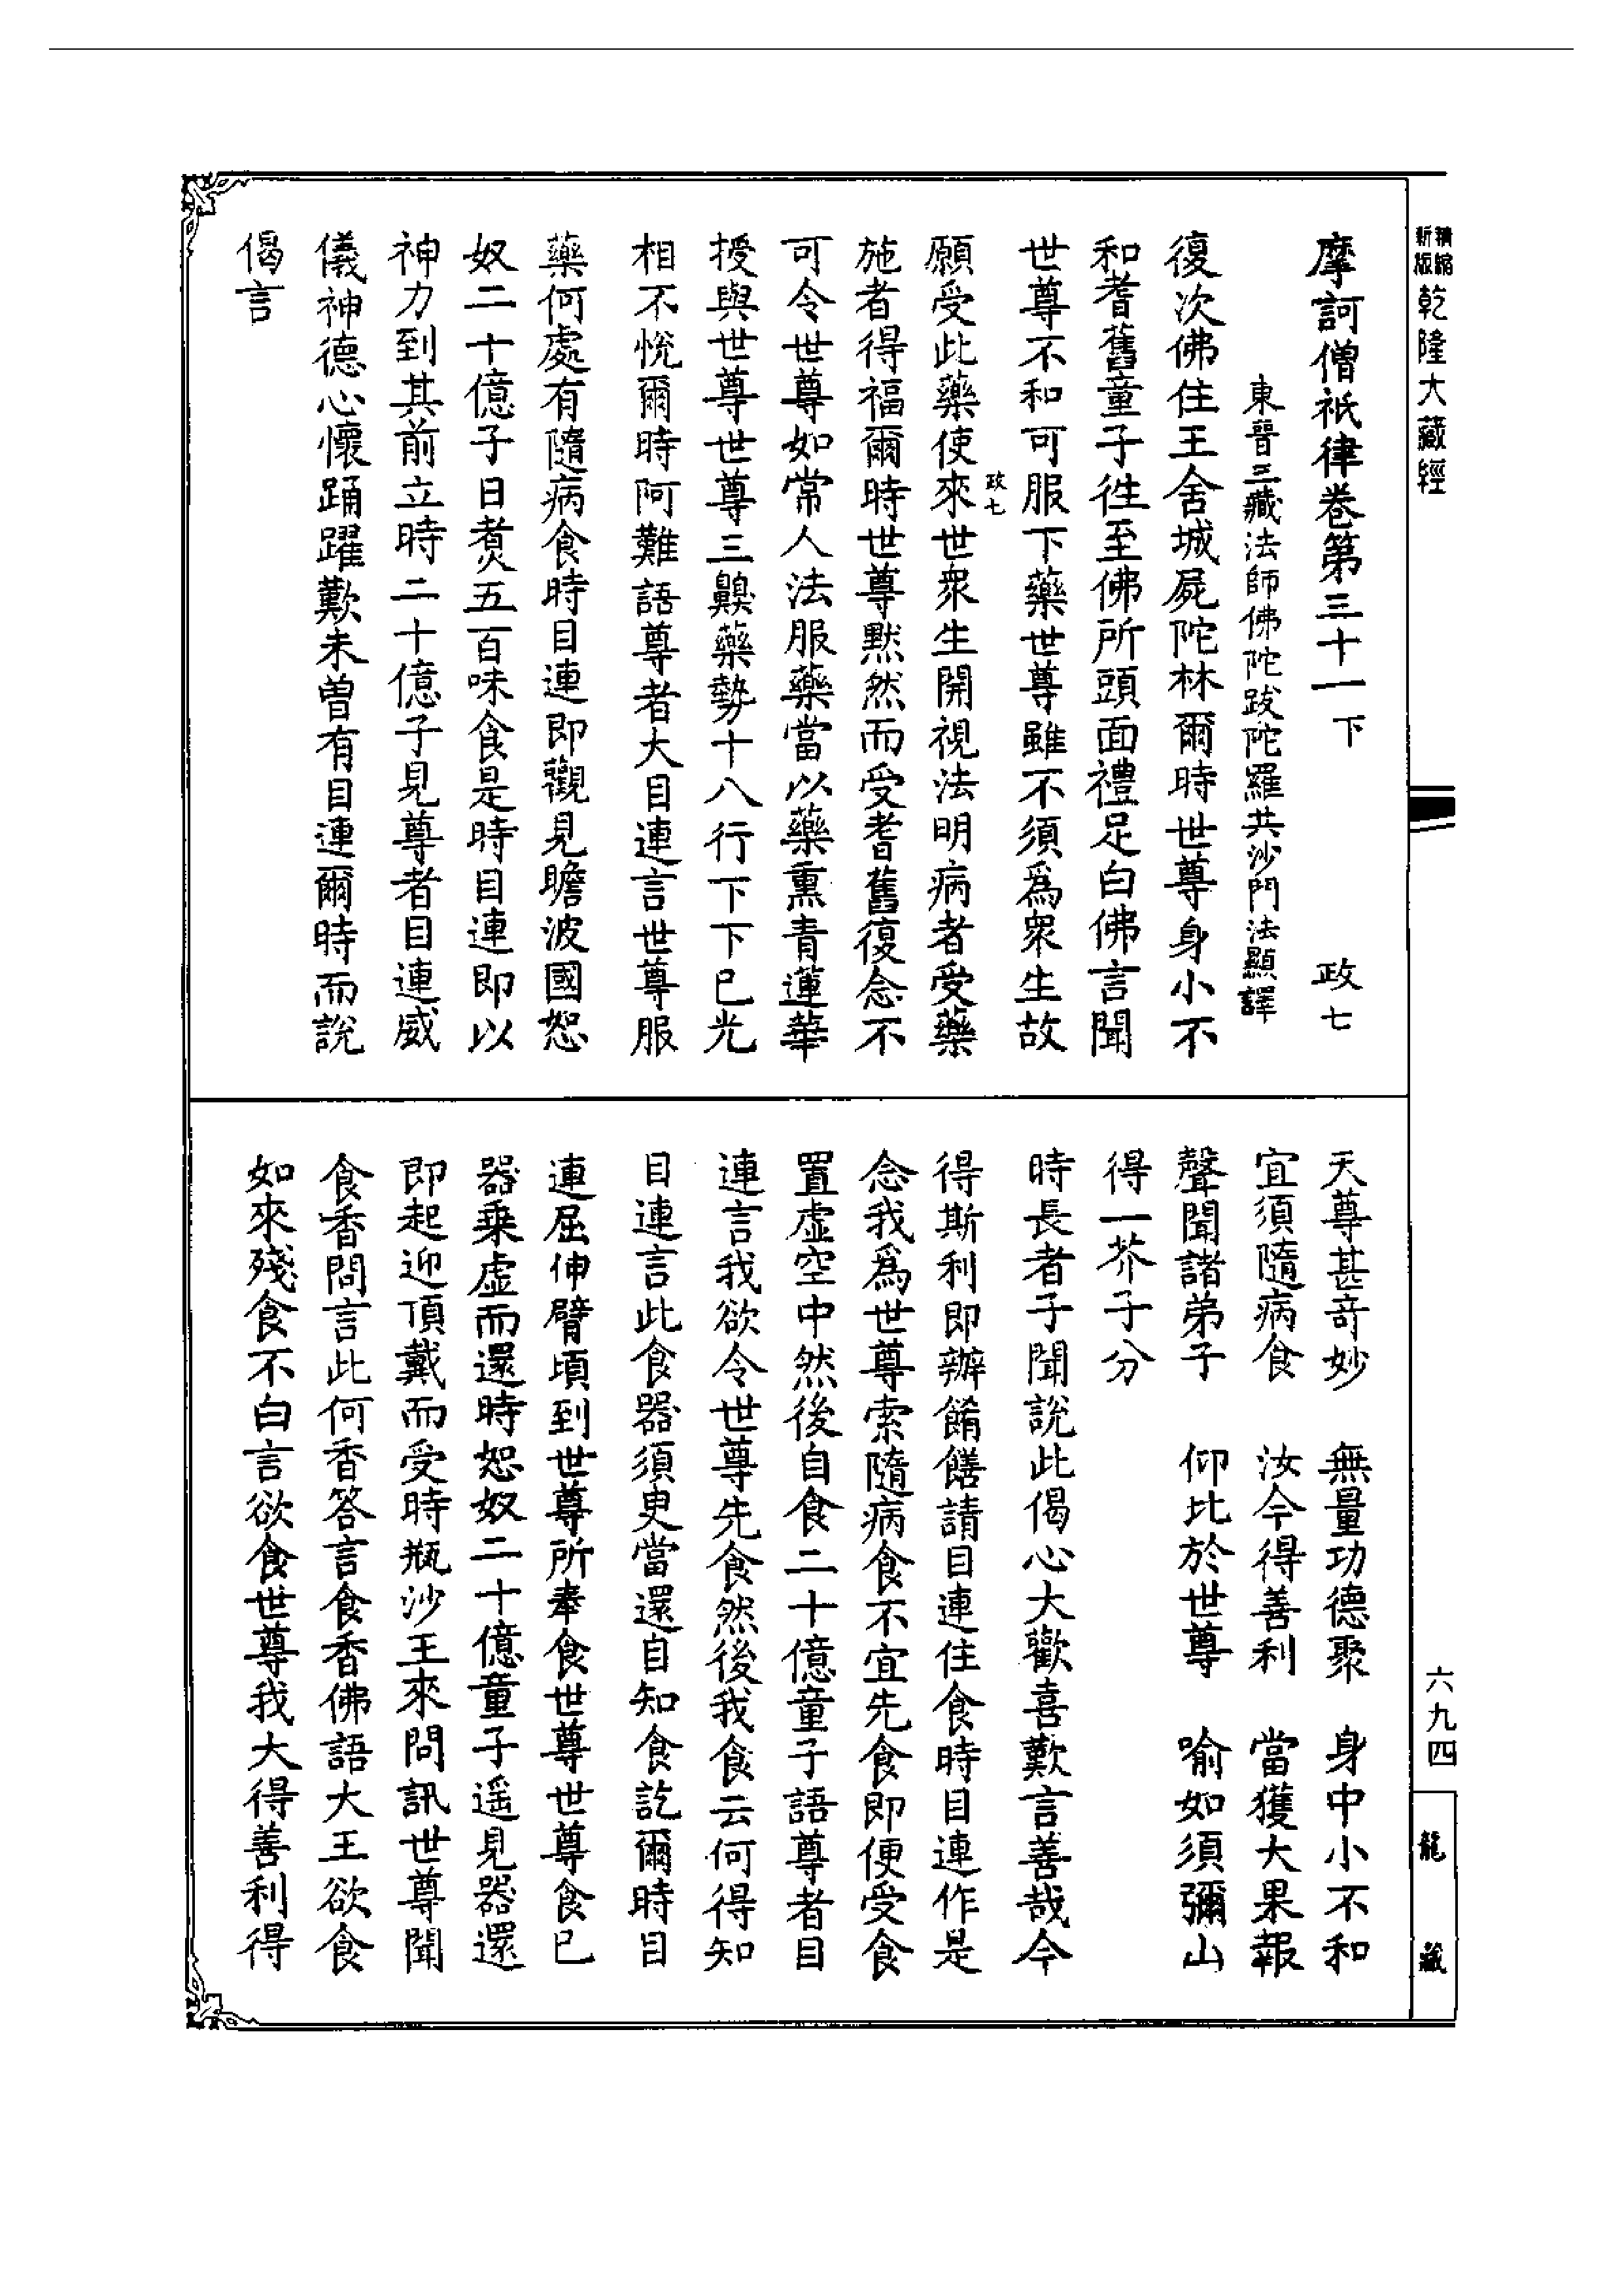 精縮新版乾隆大藏經
摩訶僧祇律卷第三十一下 政七
東晉三藏法師佛陀跋陀羅共沙門法顯譯
復次佛住王舍城屍陀林爾時世尊身小不
和耆舊童子徃至佛所頭面禮足白佛言聞
世尊不和可服下藥世尊雖不須爲衆生故
政七
願受此藥使來世衆生開視法明病者受藥
施者得福爾時世尊默然而受耆舊復念不
可令世尊如常人法服藥當以藥熏青蓮華
授與世尊世尊三齅藥勢十八行下下已光
相不悅爾時阿難語尊者大目連言世尊服
藥何處有隨病食時目連即觀見瞻波國恕
奴二十億子日煑五百味食是時目連即以
神力到其前立時二十億子見尊者目連威
儀神德心懷踊躍歎未曾有目連爾時而說
偈言
天尊甚竒妙　無量功德聚　身中小不和
宜須隨病食　汝今得善利　當獲大果報
聲聞諸弟子　仰比於世尊　喻如須彌山
得一芥子分
時長者子聞說此偈心大歡喜歎言善哉今
得斯利即辦餚饍請目連住食時目連作是
念我爲世尊索隨病食不宜先食即便受食
置虛空中然後自食二十億童子語尊者目
連言我欲令世尊先食然後我食云何得知
目連言此食器須臾當還自知食訖爾時目
連屈伸臂頃到世尊所奉食世尊世尊食已
器乘虛而還時恕奴二十億童子遥見器還
即起迎頂戴而受時瓶沙王來問訊世尊聞
食香問言此何香答言食香佛語大王欲食
如來殘食不白言欲食世尊我大得善利得
六九四
龍藏